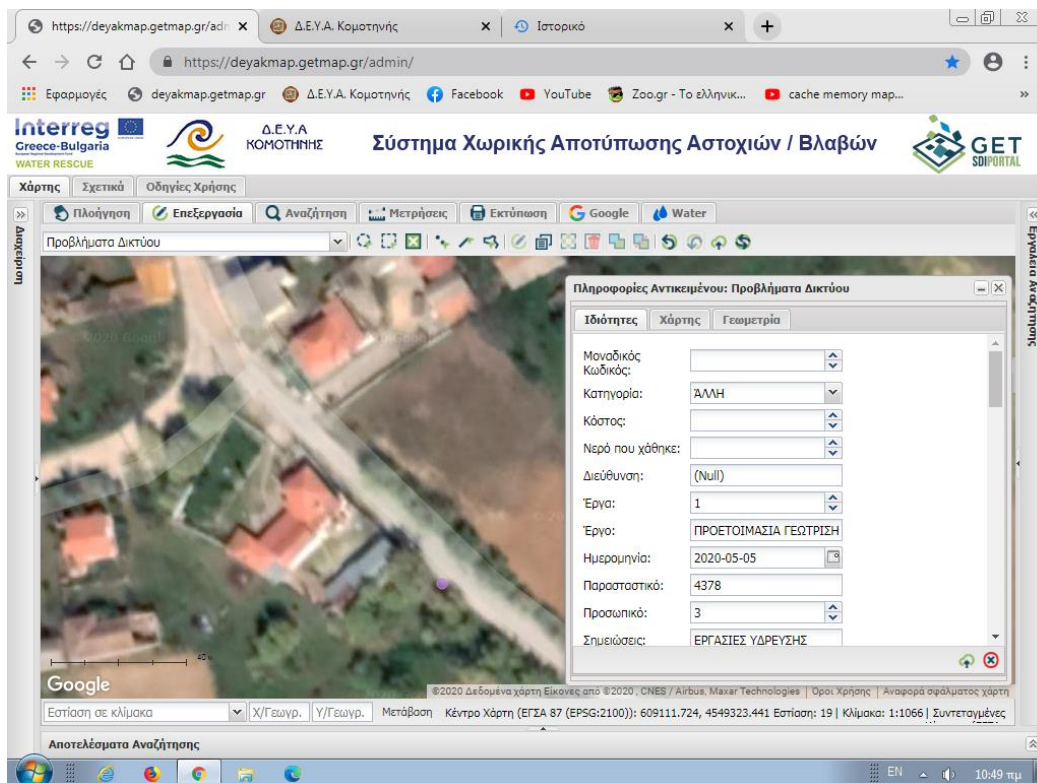 https://deyakmap.getmap.gr/adm
Δ.Ε.Υ.Α. Κομοτηνής
Ιστορικό
https://deyakmap.getmap.gr/admin/
Εφαρμογές
deyakmap.getmap.gr
Δ.Ε.Υ.Α. Κομοτηνής
Facebook
YouTube
Zoo.gr - Το ελληνικ...
cache memory map...
Interreg
Greece-Bulgaria
WATER RESCUE
Δ.Ε.Υ.Α
ΚΟΜΟΤΗΝΗΣ
Σύστημα Χωρικής Αποτύπωσης Αστοχιών / Βλαβών
GET
SDIPORTAL
Χάρτης
Σχετικά
Οδηγίες Χρήσης
Πλοήγηση
Επεξεργασία
Αναζήτηση
Μετρήσεις
Εκτύπωση
Google
Water
Διαχείριση
Εργαλεία Αναζήτησης
Προβλήματα Δικτύου
Πληροφορίες Αντικειμένου: Προβλήματα Δικτύου
Ιδιότητες
Χάρτης
Γεωμετρία
Μοναδικός
Κωδικός:
Κατηγορία: ΆΛΛΗ
Κόστος:
Νερό που χάθηκε:
Διεύθυνση: (Null)
Έργα: 1
Έργο: ΠΡΟΕΤΟΙΜΑΣΙΑ ΓΕΩΤΡΙΣΗ
Ημερομηνία: 2020-05-05
Παραστατικό: 4378
Προσωπικό: 3
Σημειώσεις: ΕΡΓΑΣΙΕΣ ΥΔΡΕΥΣΗΣ
40 м
Google
©2020 Δεδομένα χάρτη Εικόνες από ©2020 , CNES / Airbus, Maxar Technologies
Όροι Χρήσης
Αναφορά σφάλματος χάρτη
Εστίαση σε κλίμακα
Χ/Γεωγρ.
Υ/Γεωγρ.
Μετάβαση
Κέντρο Χάρτη (ΕΓΣΑ 87 (EPSG:2100)): 609111.724, 4549323.441 Εστίαση: 19 | Κλίμακα: 1:1066 | Συντεταγμένες
Αποτελέσματα Αναζήτησης
EN
10:49 πμ